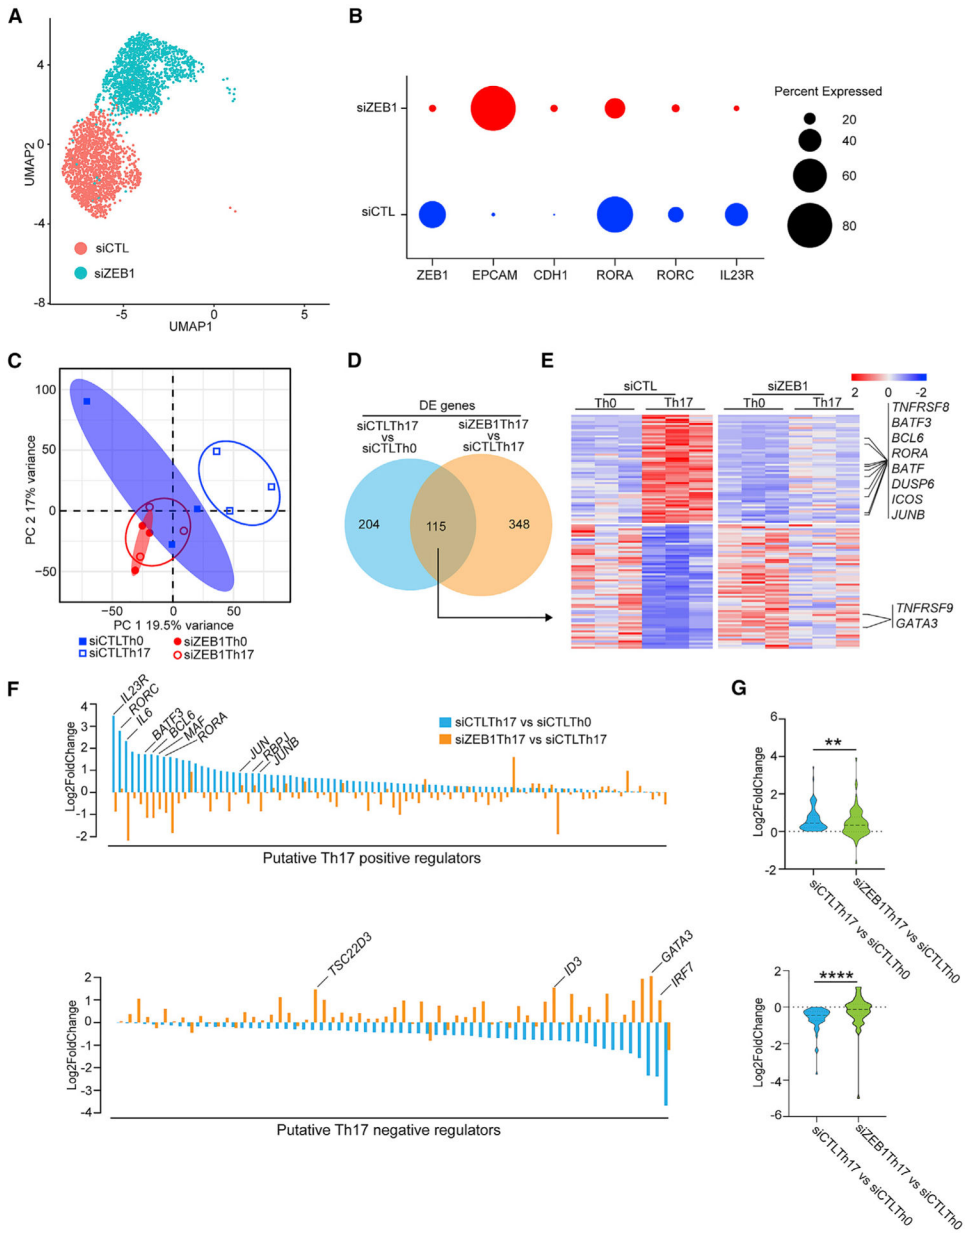 A
4
0
-4
-8
UMAP2
siCTL
siZEB1
-5
0
5
UMAP1
B
siZEB1
siCTL
ZEB1
EPCAM
CDH1
RORA
RORC
IL23R
Percent Expressed
20
40
60
80
C
100
50
0
−50
PC 2 17% variance
−50
0
50
PC 1 19.5% variance
siCTLTh0
siZEB1Th0
siCTLTh17
siZEB1Th17
D
DE genes
siCTLTh17
vs
siCTLTh0
siZEB1Th17
vs
siCTLTh17
204
115
348
E
siCTL
siZEB1
Th0
Th17
Th0
Th17
2
0
-2
TNFRSF8
BATF3
BCL6
RORA
BATF
DUSP6
ICOS
JUNB
TNFRSF9
GATA3
F
4
3
2
1
0
-1
-2
Log2FoldChange
IL23R
RORC
IL6
BATF3
BCL6
MAF
RORA
JUN
RBPJ
JUNB
siCTLTh17 vs siCTLTh0
siZEB1Th17 vs siCTLTh17
Putative Th17 positive regulators
2
1
0
-1
-2
-3
-4
Log2FoldChange
TSC22D3
ID3
GATA3
IRF7
Putative Th17 negative regulators
G
6
4
2
0
-2
Log2FoldChange
**
siCTLTh17 vs siCTLTh0
siZEB1Th17 vs siCTLTh0
2
0
-2
-4
-6
Log2FoldChange
****
siCTLTh17 vs siCTLTh0
siZEB1Th17 vs siCTLTh0